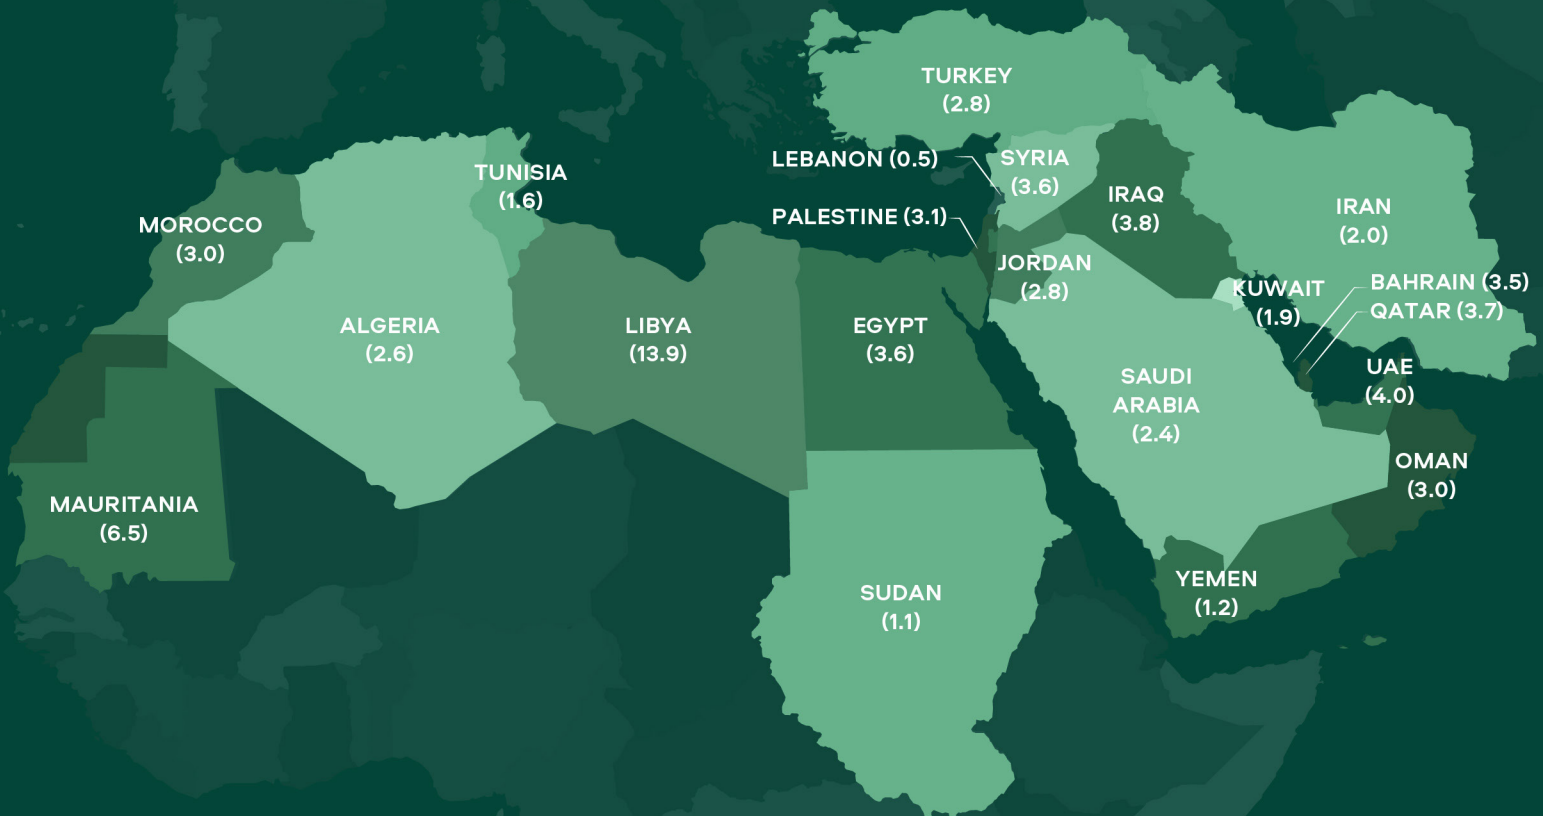 TURKEY
(2.8)
LEBANON (0.5)
SYRIA
(3.6)
TUNISIA
(1.6)
IRAQ
(3.8)
IRAN
(2.0)
PALESTINE (3.1)
MOROCCO
(3.0)
JORDAN
(2.8)
KUWAIT
(1.9)
BAHRAIN (3.5)
QATAR (3.7)
ALGERIA
(2.6)
LIBYA
(13.9)
EGYPT
(3.6)
SAUDI
ARABIA
(2.4)
UAE
(4.0)
OMAN
(3.0)
MAURITANIA
(6.5)
YEMEN
(1.2)
SUDAN
(1.1)